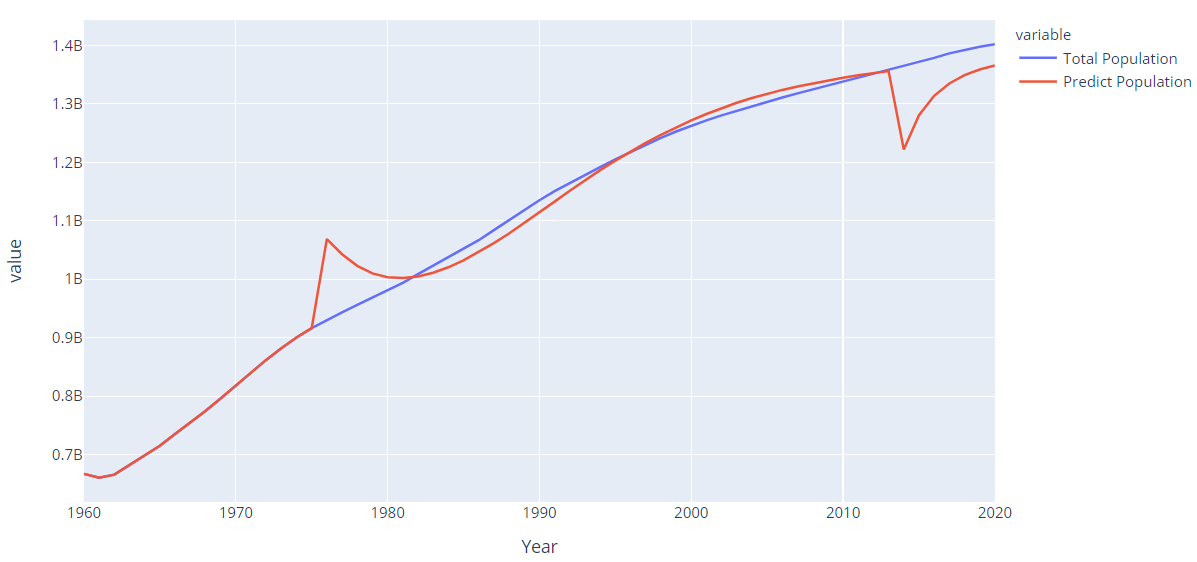 variable
Total Population
Predict Population
1.4B
1.3B
1.2B
1.1B
1B
0.9B
0.8B
0.7B
value
1960 1970 1980 1990 2000 2010 2020
Year